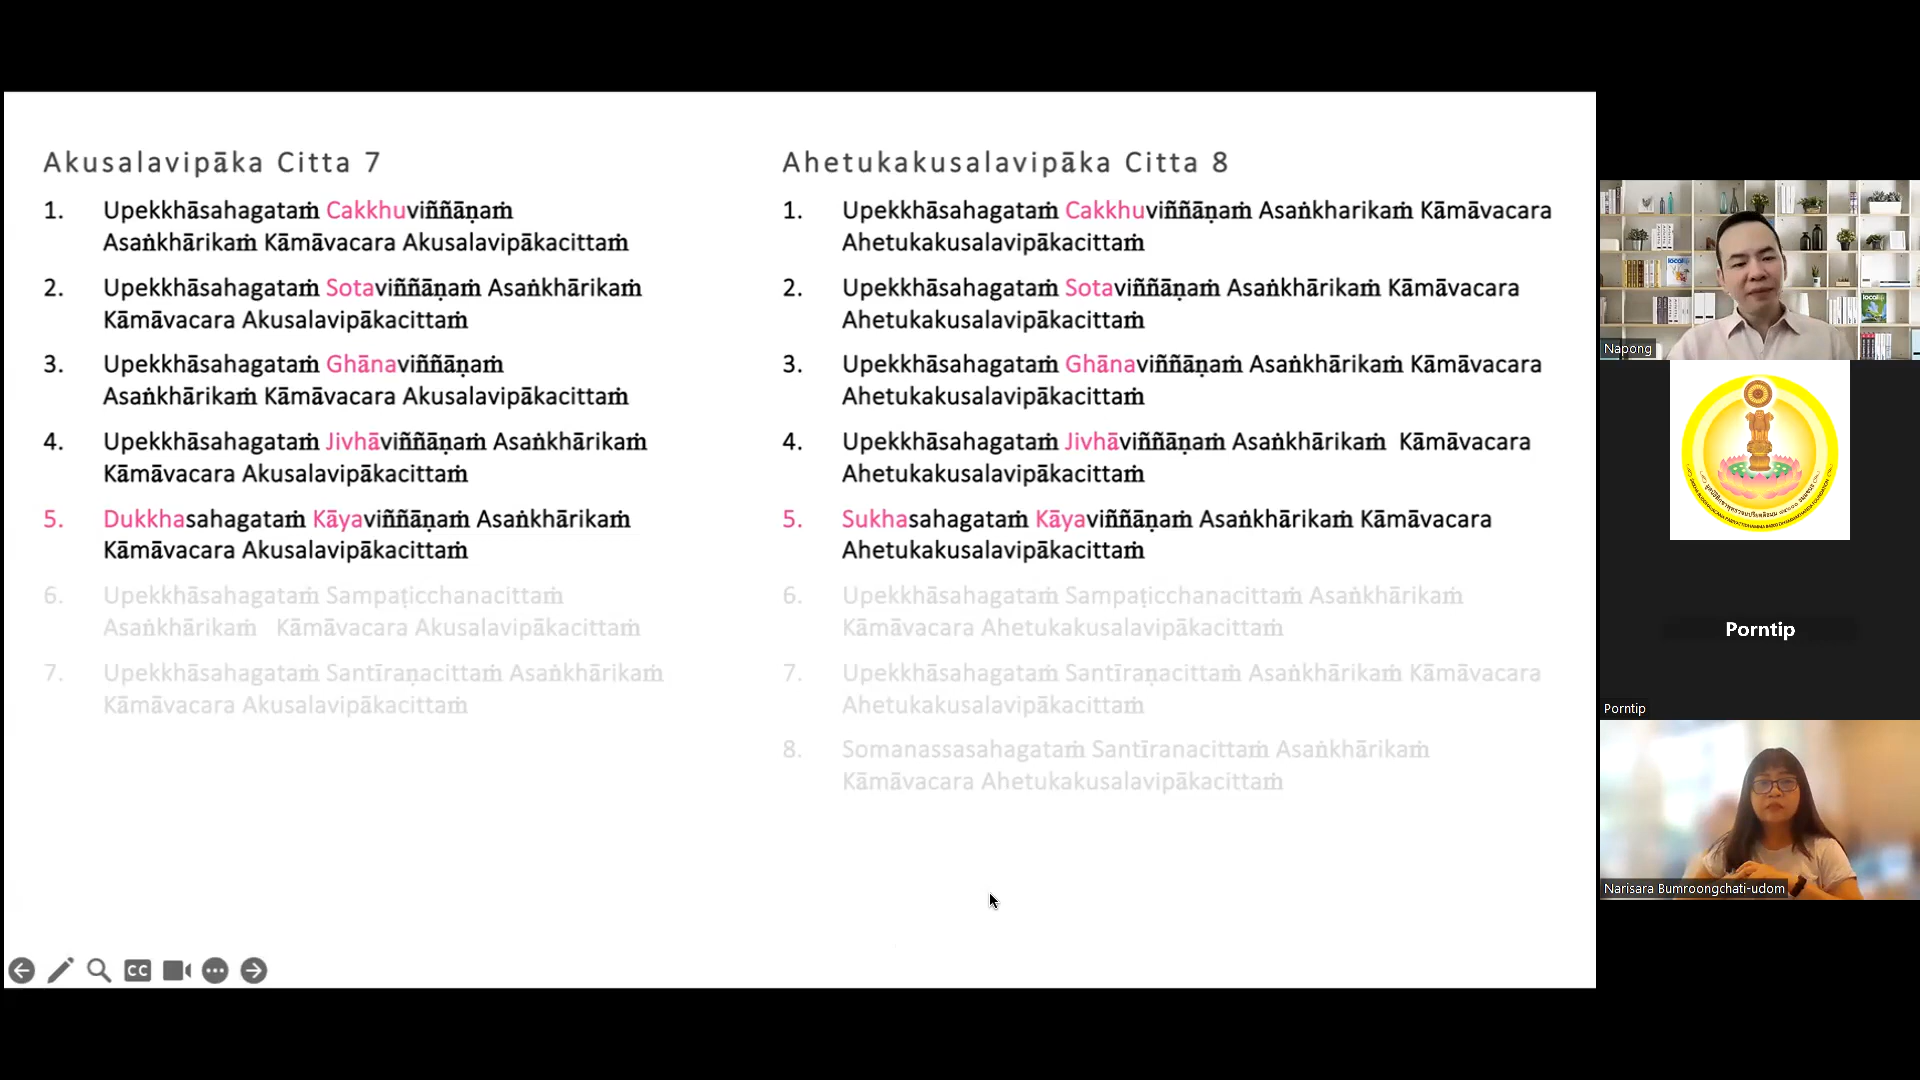 Akusalavipāka Citta 7
1. Upekkhāsahagataṁ Cakkhuviññāṇaṁ
Asaṅkhārikaṁ Kāmāvacara Akusalavipākacittaṁ
2. Upekkhāsahagataṁ Sotaviññāṇaṁ Asaṅkhārikaṁ
Kāmāvacara Akusalavipākacittaṁ
3. Upekkhāsahagataṁ Ghānaviññāṇaṁ
Asaṅkhārikaṁ Kāmāvacara Akusalavipākacittaṁ
4. Upekkhāsahagataṁ Jivhāviññāṇaṁ Asaṅkhārikaṁ
Kāmāvacara Akusalavipākacittaṁ
5. Dukkhasahagataṁ Kāyaviññāṇaṁ Asaṅkhārikaṁ
Kāmāvacara Akusalavipākacittaṁ
6. Upekkhāsahagataṁ Sampaṭicchanacittaṁ
Asaṅkhārikaṁ Kāmāvacara Akusalavipākacittaṁ
7. Upekkhāsahagataṁ Santīraṇacittaṁ Asaṅkhārikaṁ
Kāmāvacara Akusalavipākacittaṁ
Ahetukakusalavipāka Citta 8
1. Upekkhāsahagataṁ Cakkhuviññāṇaṁ Asaṅkharikaṁ Kāmāvacara
Ahetukakusalavipākacittaṁ
2. Upekkhāsahagataṁ Sotaviññāṇaṁ Asaṅkhārikaṁ Kāmāvacara
Ahetukakusalavipākacittaṁ
3. Upekkhāsahagataṁ Ghānaviññāṇaṁ Asaṅkhārikaṁ Kāmāvacara
Ahetukakusalavipākacittaṁ
4. Upekkhāsahagataṁ Jivhāviññāṇaṁ Asaṅkhārikaṁ Kāmāvacara
Ahetukakusalavipākacittaṁ
5. Sukhasahagataṁ Kāyaviññāṇaṁ Asaṅkhārikaṁ Kāmāvacara
Ahetukakusalavipākacittaṁ
6. Upekkhāsahagataṁ Sampaṭicchanacittaṁ Asaṅkhārikaṁ
Kāmāvacara Ahetukakusalavipākacittaṁ
7. Upekkhāsahagataṁ Santīraṇacittaṁ Asaṅkhārikaṁ Kāmāvacara
Ahetukakusalavipākacittaṁ
8. Somanassasahagataṁ Santīranacittaṁ Asaṅkhārikaṁ
Kāmāvacara Ahetukakusalavipākacittaṁ
CC
local
local
Napong
Porntip
Porntip
Narisara Bumroongchati-udom